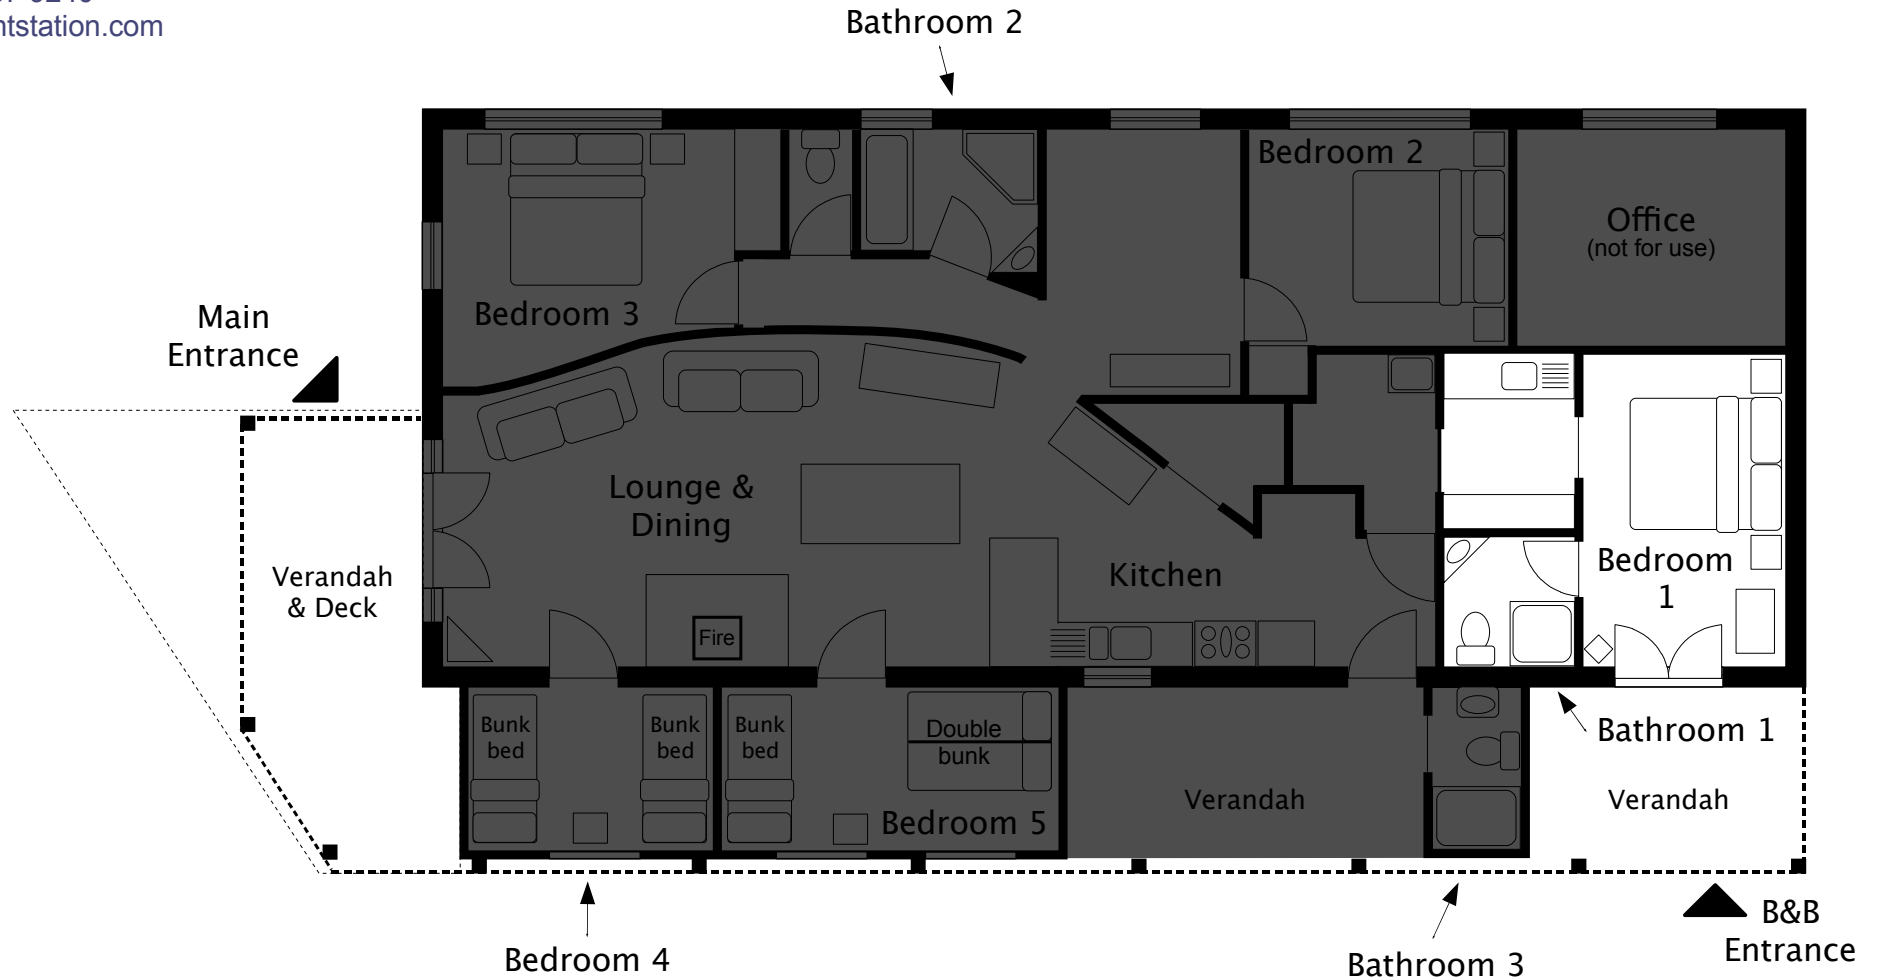 ntstation.com
Bathroom 2
Bedroom 2
Office
(not for use)
Bedroom 3
Main
Entrance
Lounge &
Dining
Kitchen
Bedroom
1
Verandah
& Deck
Fire
Bunk
bed
Bunk
bed
Bunk
bed
Double
bunk
Bedroom 5
Verandah
Bathroom 1
Verandah
Bedroom 4
Bathroom 3
B&B
Entrance